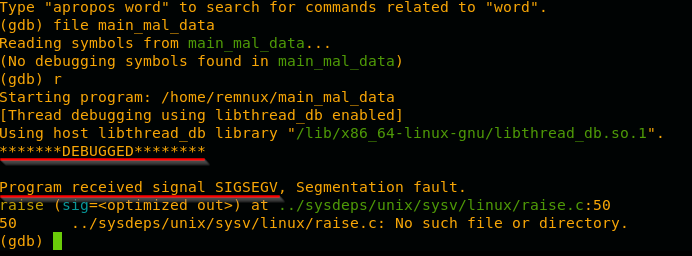 Type "apropos word" to search for commands related to "word".
(gdb) file main_mal_data
Reading symbols from main_mal_data...
(No debugging symbols found in main_mal_data)
(gdb) r
Starting program: /home/remnux/main_mal_data
[Thread debugging using libthread_db enabled]
Using host libthread_db library "/lib/x86_64-linux-gnu/libthread_db.so.1".
*******DEBUGGED********
Program received signal SIGSEGV, Segmentation fault.
raise (sig=<optimized out>) at ../sysdeps/unix/sysv/linux/raise.c:50
50      ../sysdeps/unix/sysv/linux/raise.c: No such file or directory.
(gdb)